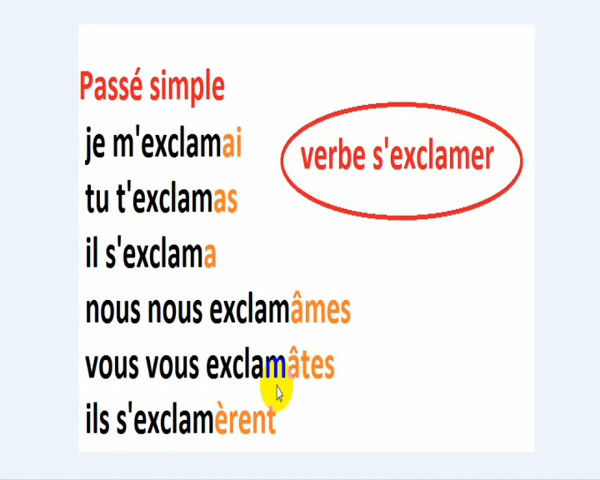 Passé simple
je m'exclamai
verbe s'exclamer
tu t'exclamas
il s'exclama
nous nous exclamâmes
vous vous exclamâtes
ils s'exclamèrent